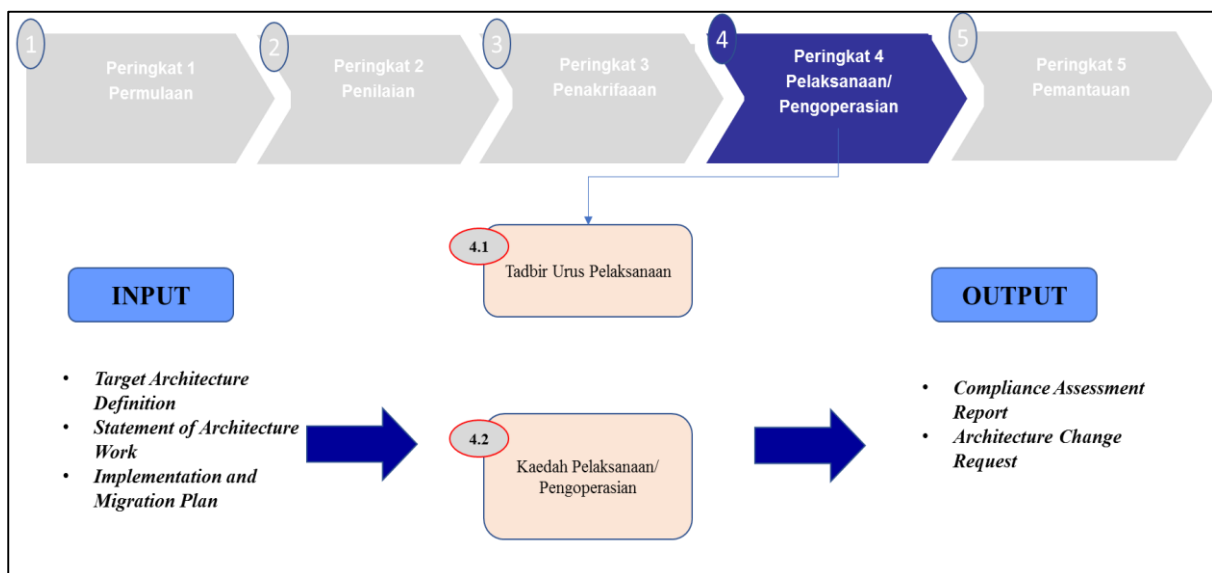 1
Peringkat 1
Permulaan
2
Peringkat 2
Penilaian
3
Peringkat 3
Penakrifaaan
4
Peringkat 4
Pelaksanaan/
Pengoperasian
5
Peringkat 5
Pemantauan
4.1
Tadbir Urus Pelaksanaan
INPUT
• Target Architecture
Definition
• Statement of Architecture
Work
• Implementation and
Migration Plan
4.2
Kaedah Pelaksanaan/
Pengoperasian
OUTPUT
• Compliance Assessment
Report
• Architecture Change
Request